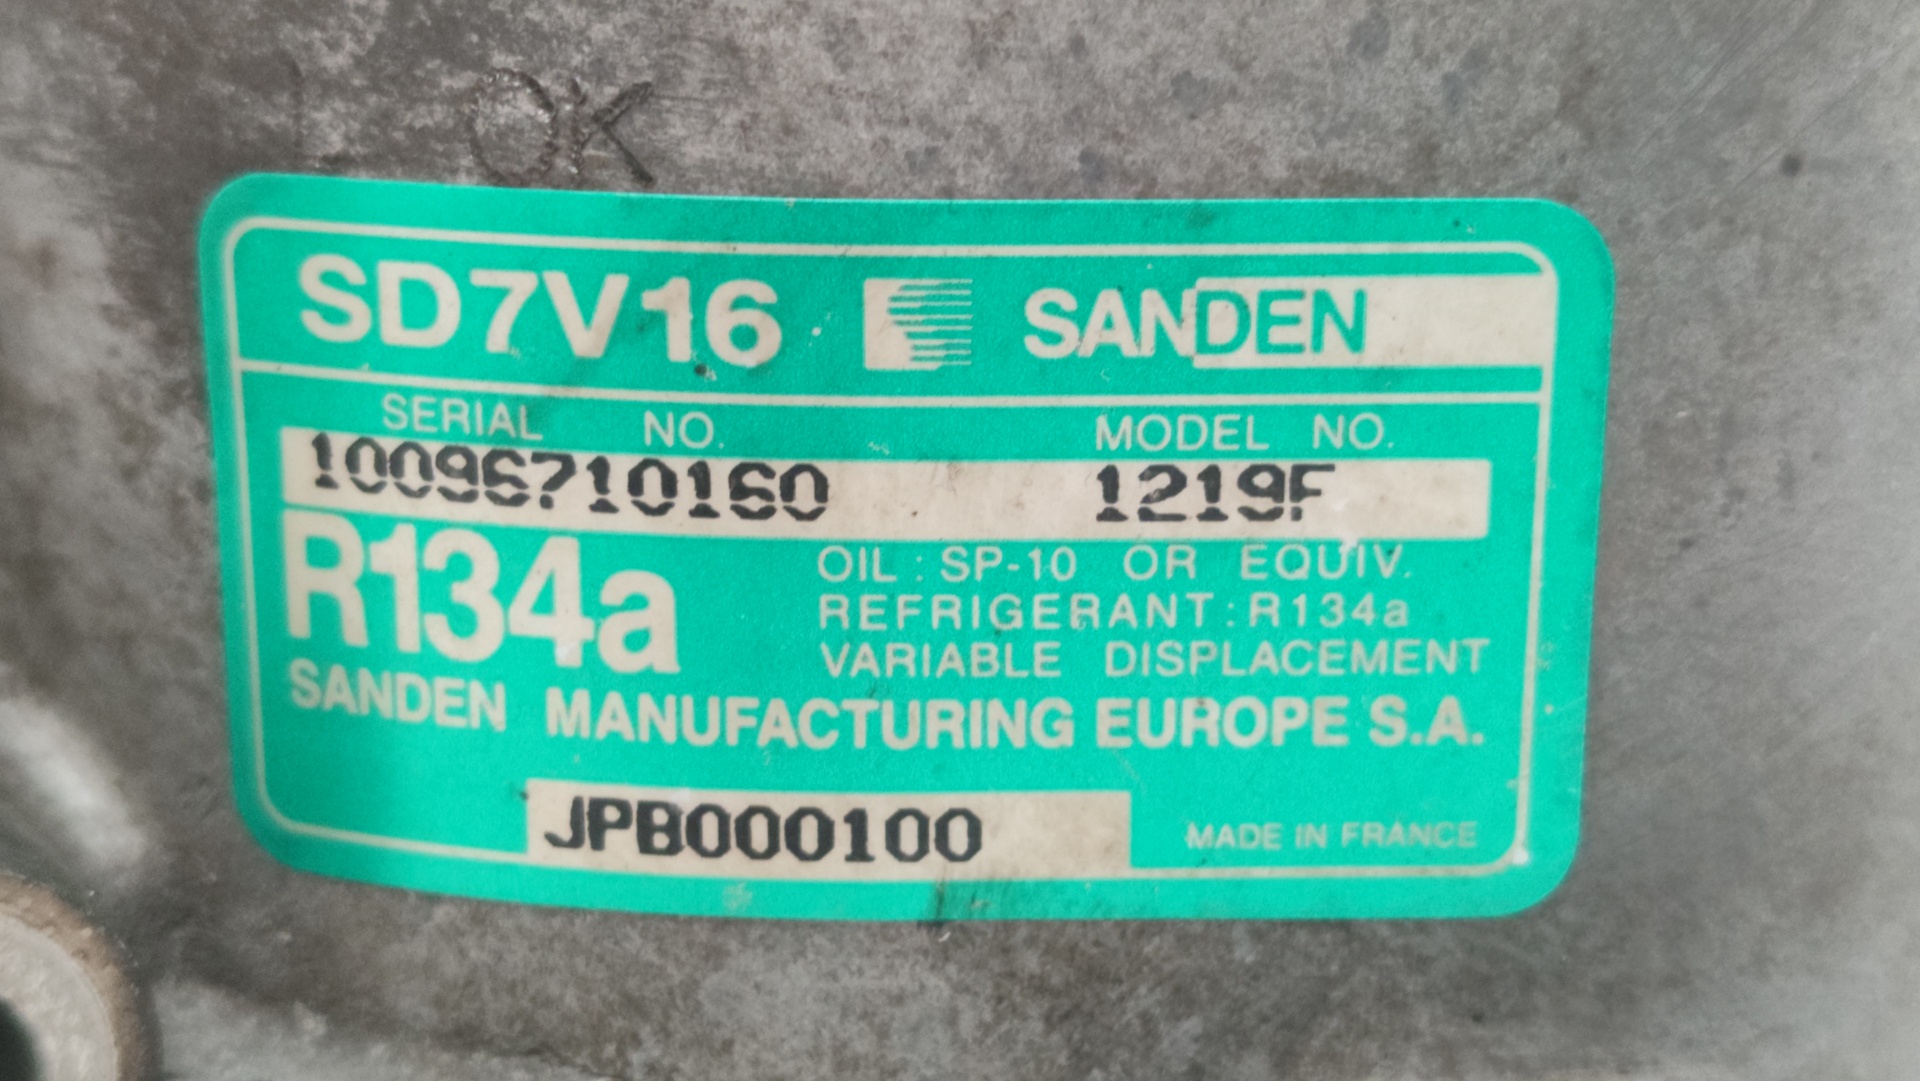 OK
SD7V16 SANDEN
SERIAL NO. MODEL NO.
10096710160 1219F
R134a
OIL : SP-10 OR EQUIV.
REFRIGERANT : R134a
VARIABLE DISPLACEMENT
SANDEN MANUFACTURING EUROPE S.A.
JPB000100
MADE IN FRANCE